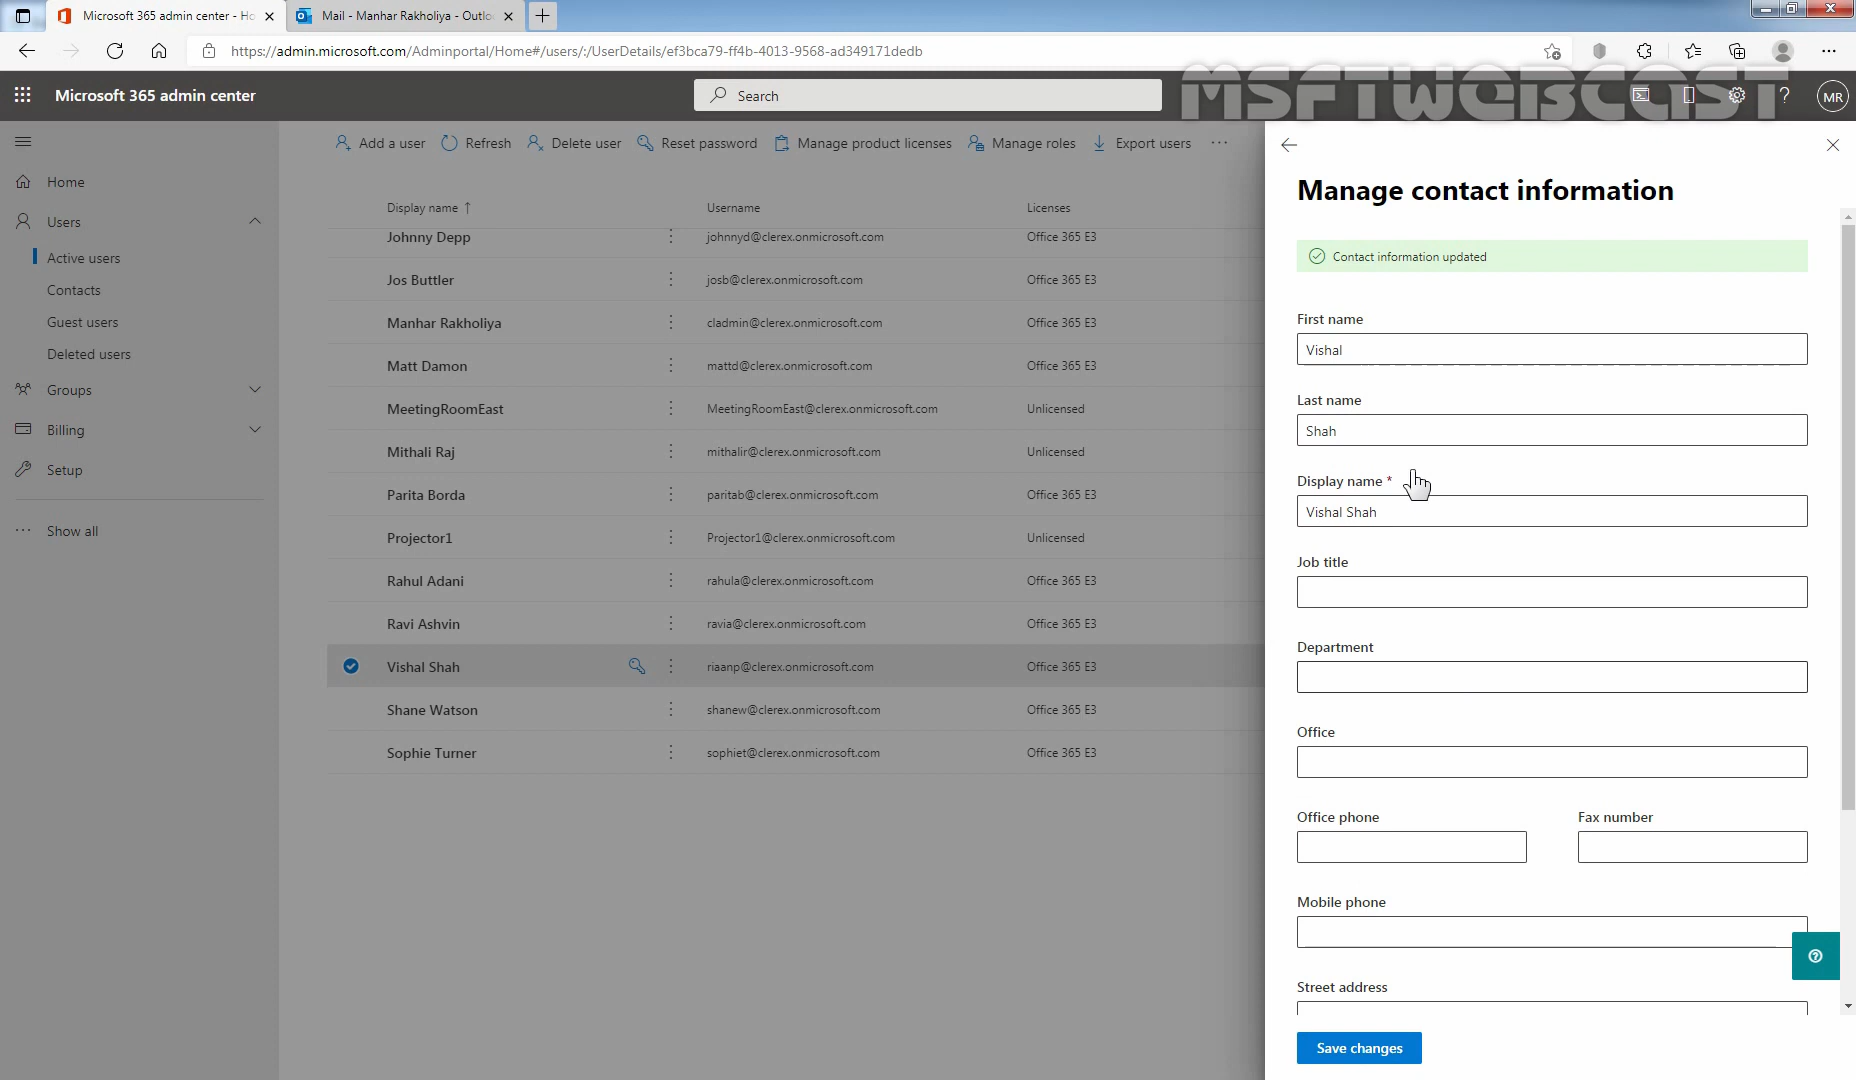 Microsoft 365 admin center - Ho
Mail - Manhar Rakholiya - Outlo
https://admin.microsoft.com/Adminportal/Home#/users/:/UserDetails/ef3bca79-ff4b-4013-9568-ad349171dedb
MSFTWEBCAST
Microsoft 365 admin center
Search
MR
Home
Users
Active users
Contacts
Guest users
Deleted users
Groups
Billing
Setup
Show all
Add a user Refresh Delete user Reset password Manage product licenses Manage roles Export users
Display name ↑ Username Licenses
Johnny Depp johnnyd@clerex.onmicrosoft.com Office 365 E3
Jos Buttler josb@clerex.onmicrosoft.com Office 365 E3
Manhar Rakholiya cladmin@clerex.onmicrosoft.com Office 365 E3
Matt Damon mattd@clerex.onmicrosoft.com Office 365 E3
MeetingRoomEast MeetingRoomEast@clerex.onmicrosoft.com Unlicensed
Mithali Raj mithalir@clerex.onmicrosoft.com Unlicensed
Parita Borda paritab@clerex.onmicrosoft.com Office 365 E3
Projector1 Projector1@clerex.onmicrosoft.com Unlicensed
Rahul Adani rahula@clerex.onmicrosoft.com Office 365 E3
Ravi Ashvin ravia@clerex.onmicrosoft.com Office 365 E3
Vishal Shah riaanp@clerex.onmicrosoft.com Office 365 E3
Shane Watson shanew@clerex.onmicrosoft.com Office 365 E3
Sophie Turner sophiet@clerex.onmicrosoft.com Office 365 E3
Manage contact information
Contact information updated
First name
Vishal
Last name
Shah
Display name *
Vishal Shah
Job title
Department
Office
Office phone Fax number
Mobile phone
Street address
Save changes